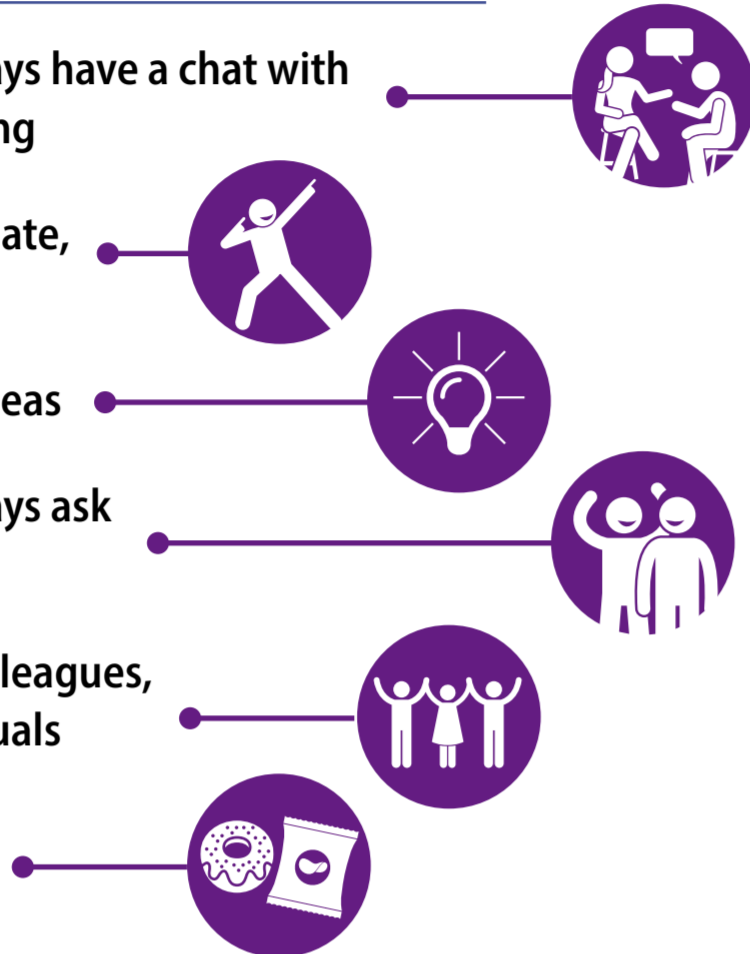 ys have a chat with
ng
ate,
eas
ys ask
leagues,
uals